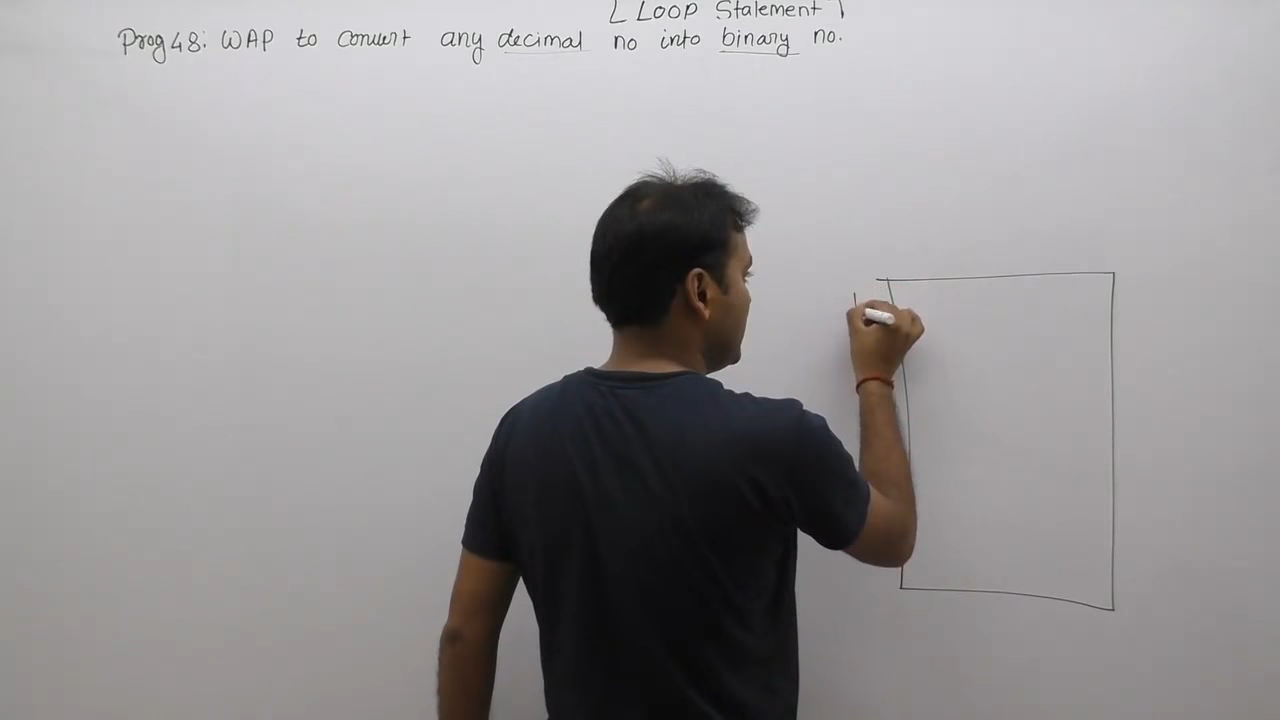 [ LOOP Statement ]
Prog 48: WAP to convert any decimal no into binary no.